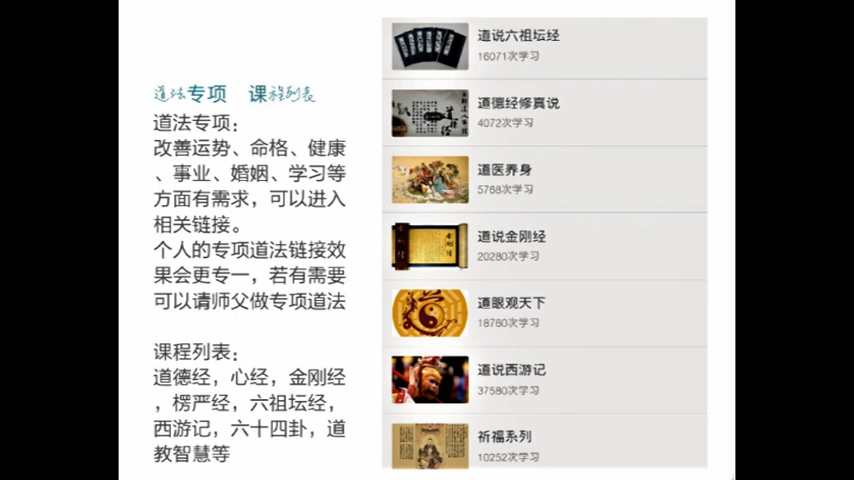 道法专项 课程列表
道法专项：
改善运势、命格、健康
、事业、婚姻、学习等
方面有需求，可以进入
相关链接。
个人的专项道法链接效
果会更专一，若有需要
可以请师父做专项道法
课程列表：
道德经，心经，金刚经
，楞严经，六祖坛经，
西游记，六十四卦，道
教智慧等
道说六祖坛经
16071次学习
道德经修真说
4072次学习
道医养身
5768次学习
道说金刚经
20280次学习
道眼观天下
18760次学习
道说西游记
37580次学习
祈福系列
10252次学习